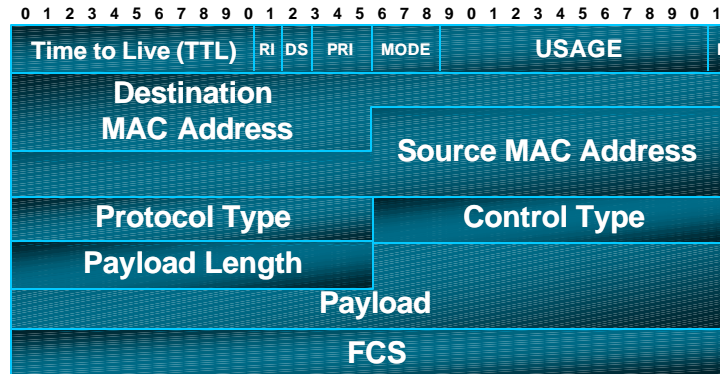 0 1 2 3 4 5 6 7 8 9 0 1 2 3 4 5 6 7 8 9 0 1 2 3 4 5 6 7 8 9 0 1
Time to Live (TTL) RI DS PRI MODE USAGE
Destination
MAC Address
Source MAC Address
Protocol Type Control Type
Payload Length
Payload
FCS